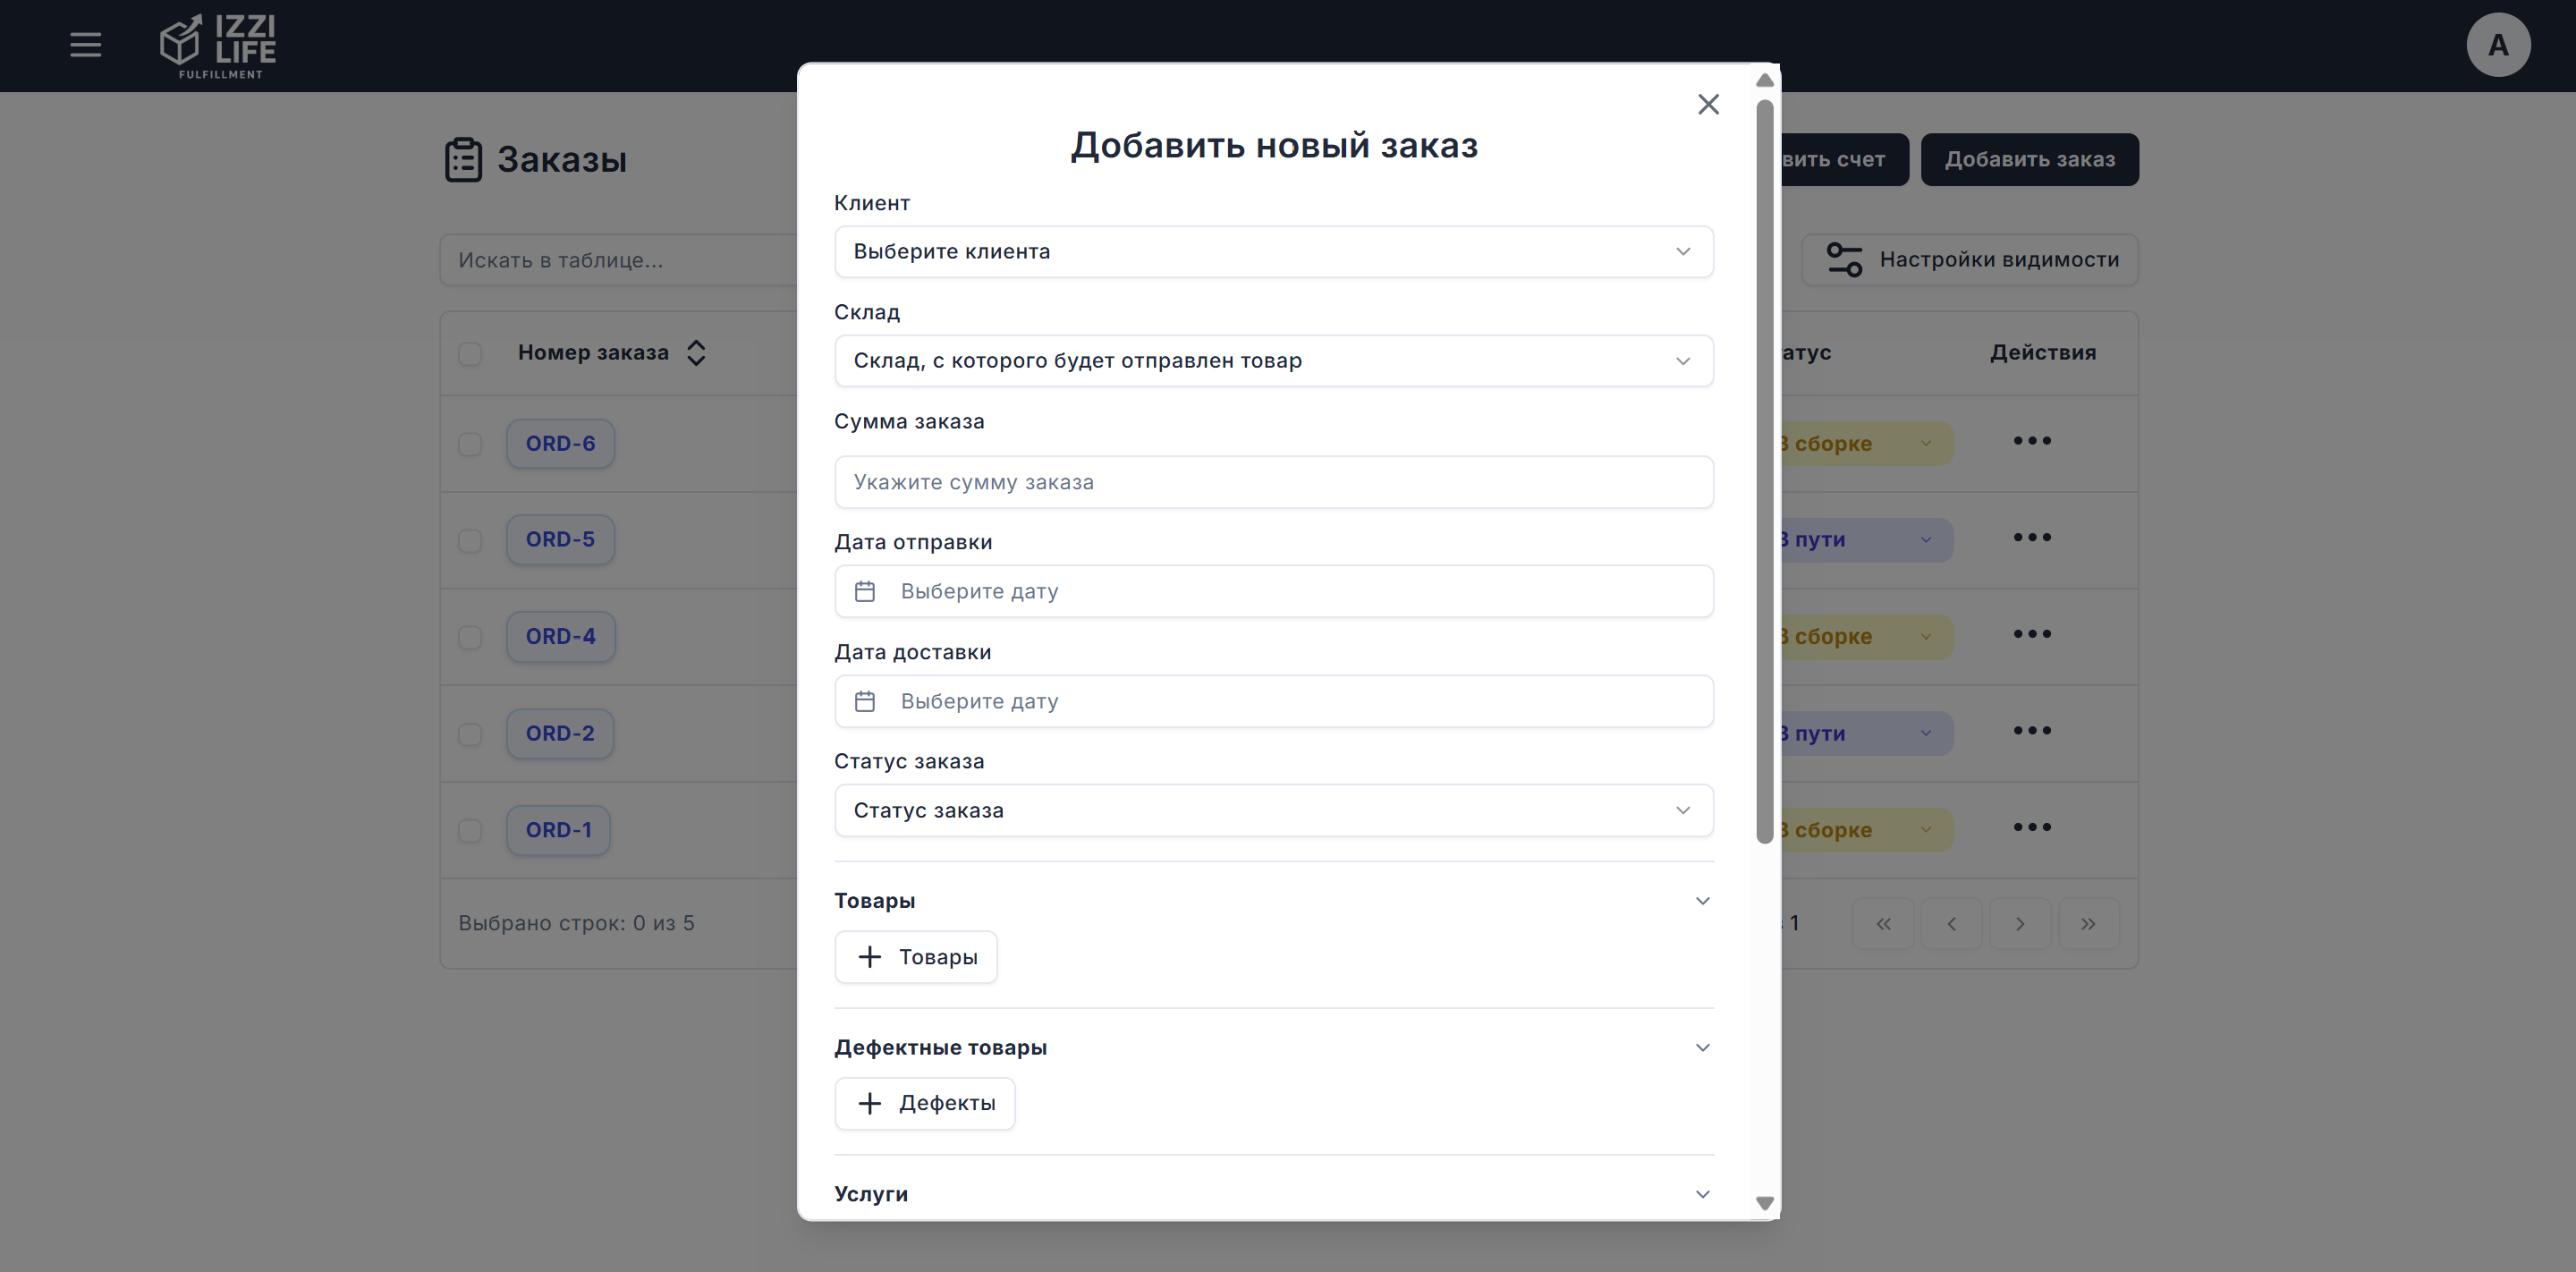 IZZI
LIFE
FULFILLMENT
A
Заказы
вить счет
Добавить заказ
Искать в таблице...
Настройки видимости
Номер заказа
атус
Действия
ORD-6
В сборке
ORD-5
В пути
ORD-4
В сборке
ORD-2
В пути
ORD-1
В сборке
Выбрано строк: 0 из 5
1
Добавить новый заказ
Клиент
Выберите клиента
Склад
Склад, с которого будет отправлен товар
Сумма заказа
Укажите сумму заказа
Дата отправки
Выберите дату
Дата доставки
Выберите дату
Статус заказа
Статус заказа
Товары
Товары
Дефектные товары
Дефекты
Услуги